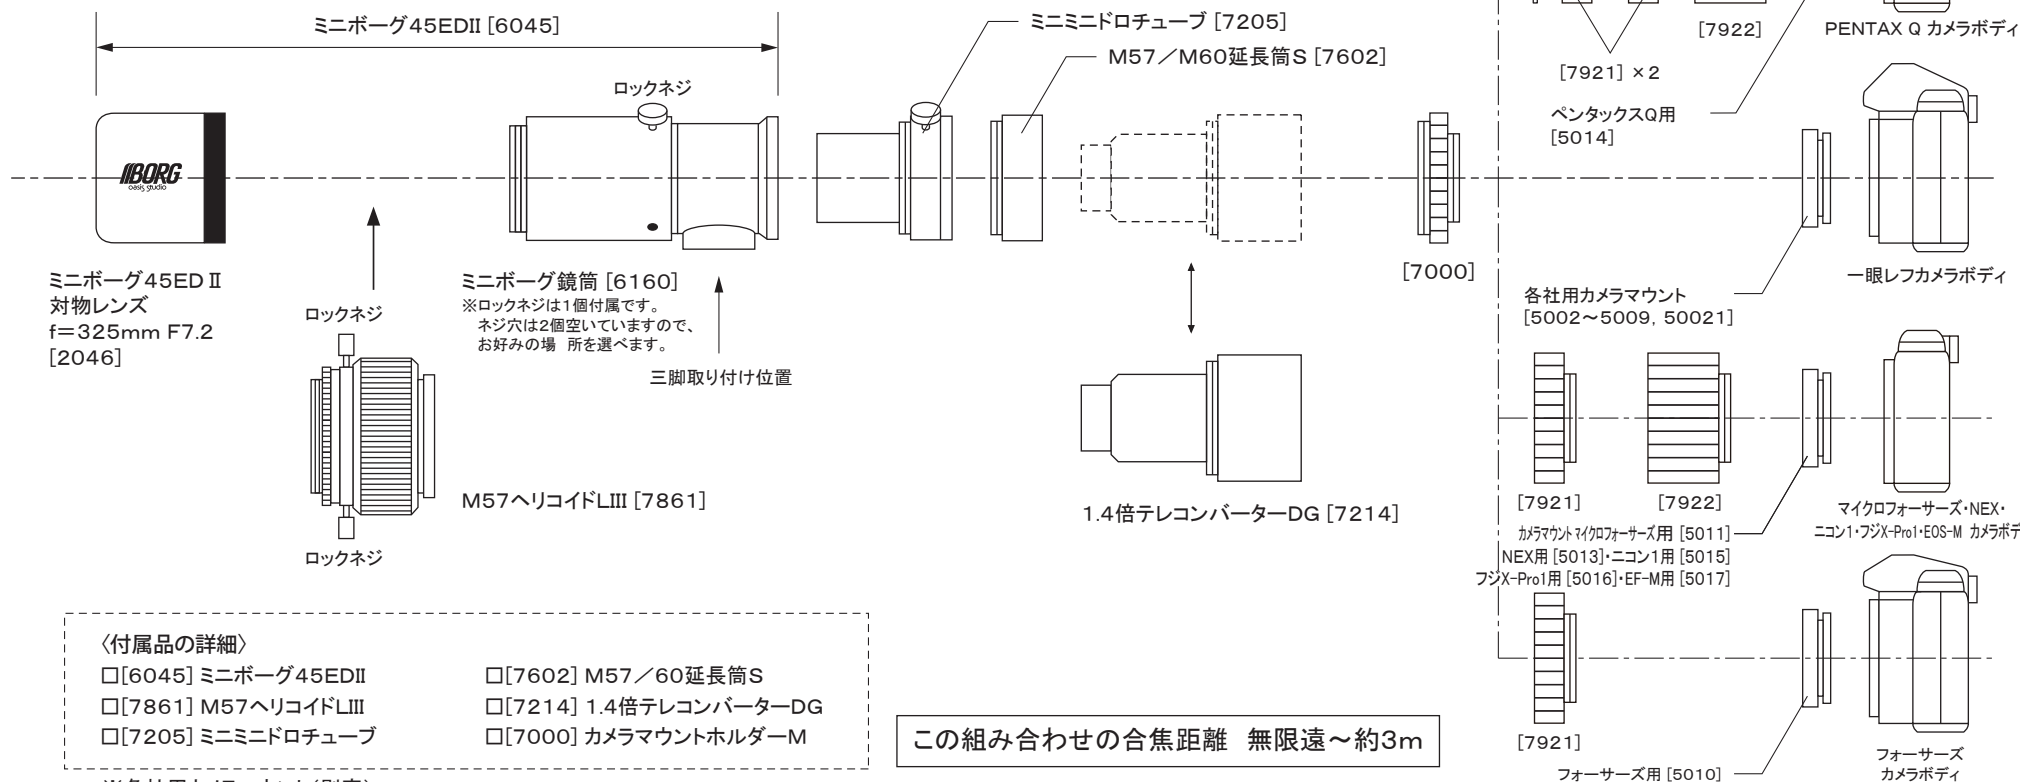 ミニボーグ45EDII [6045]
ミニミニドロチューブ [7205]
M57／M60延長筒S [7602]
ロックネジ
[7922]
PENTAX Q カメラボディ
[7921] ×2
ペンタックスQ用
[5014]
BORG
oasis studio
ミニボーグ45ED II
対物レンズ
f=325mm F7.2
[2046]
ロックネジ
ミニボーグ鏡筒 [6160]
※ロックネジは1個付属です。
ネジ穴は2個空いていますので、
お好みの場 所を選べます。
三脚取り付け位置
[7000]
各社用カメラマウント
[5002〜5009, 50021]
一眼レフカメラボディ
M57ヘリコイドLIII [7861]
ロックネジ
1.4倍テレコンバーターDG [7214]
[7921]
[7922]
カメラマウントマイクロフォーサーズ用 [5011]
NEX用 [5013]・ニコン1用 [5015]
フジX-Pro1用 [5016]・EF-M用 [5017]
マイクロフォーサーズ・NEX・
ニコン1・フジX-Pro1・EOS-M カメラボデ
〈付属品の詳細〉
□[6045] ミニボーグ45EDII
□[7861] M57ヘリコイドLIII
□[7205] ミニミニドロチューブ
□[7602] M57／60延長筒S
□[7214] 1.4倍テレコンバーターDG
□[7000] カメラマウントホルダーM
この組み合わせの合焦距離 無限遠〜約3m
[7921]
フォーサーズ用 [5010]
フォーサーズ
カメラボディ